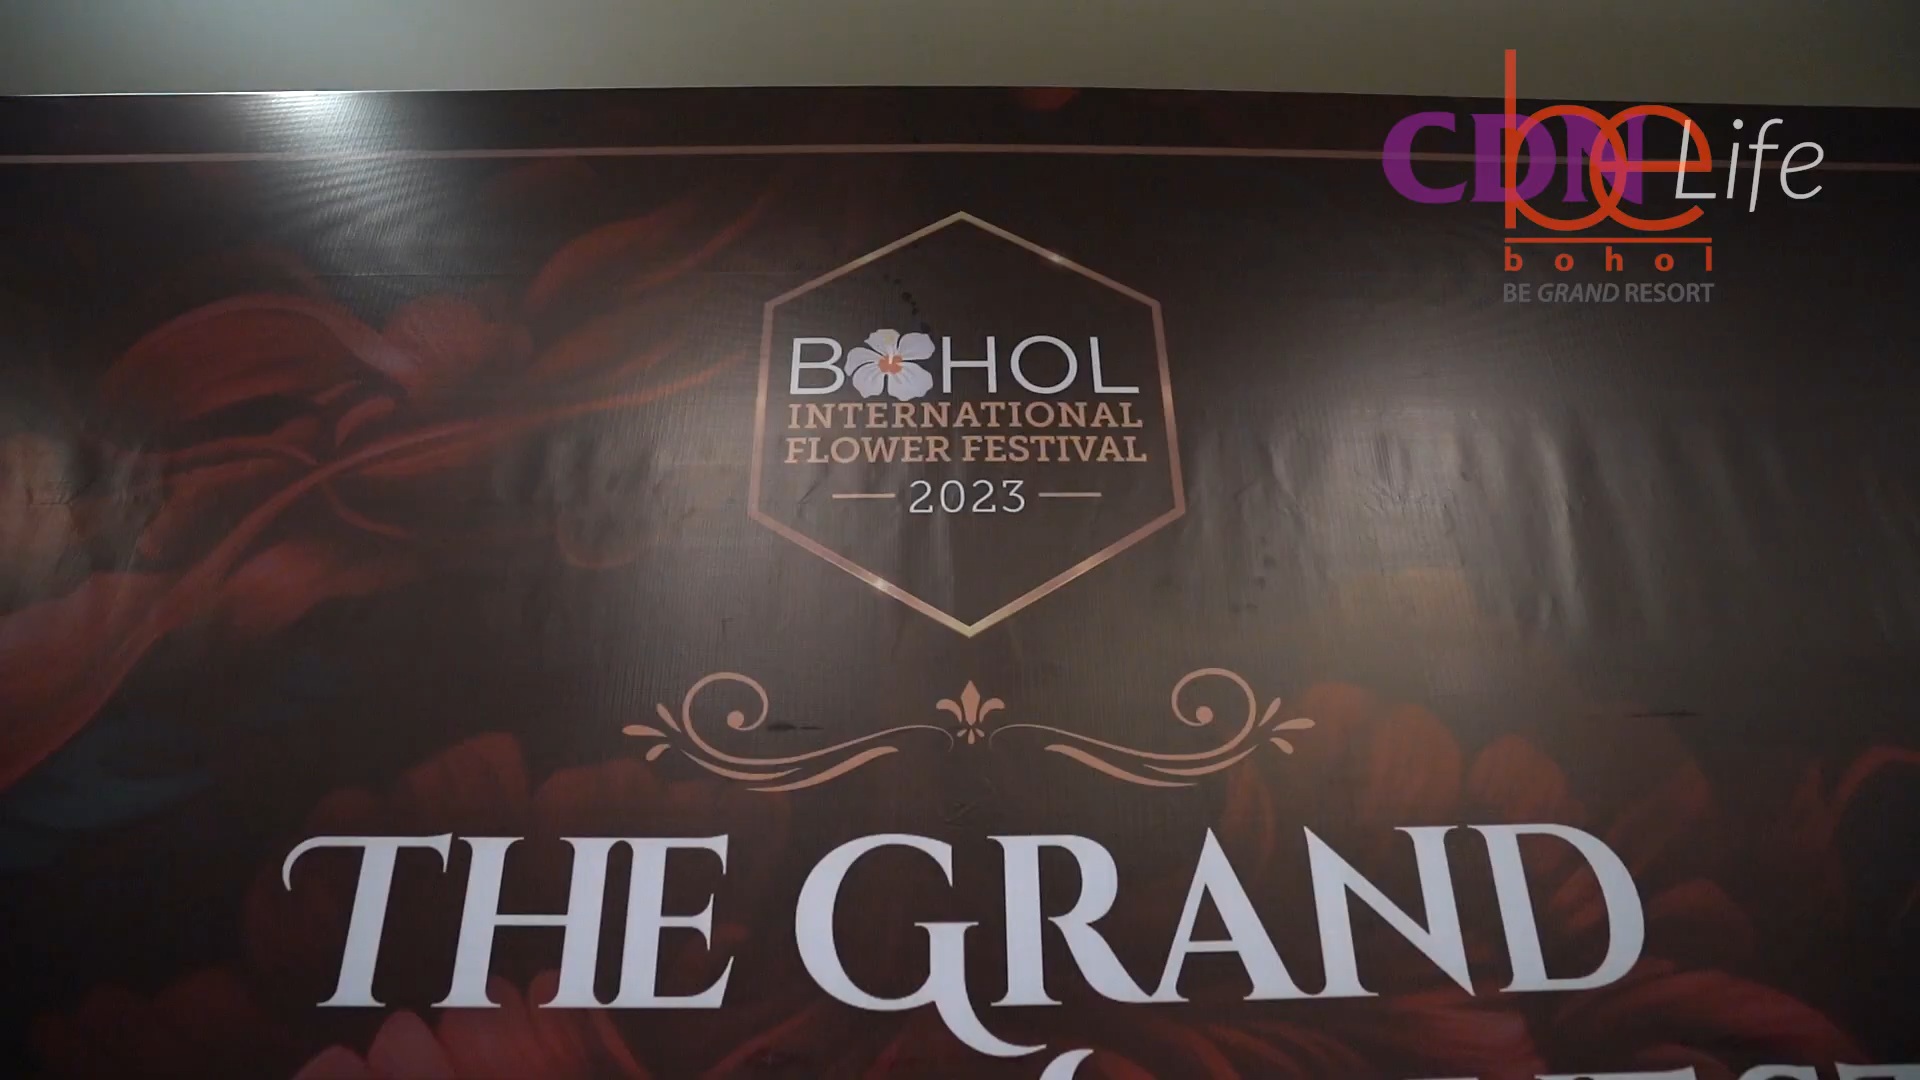 CDN Life
be
bohol
BE GRAND RESORT
BOHOL
INTERNATIONAL
FLOWER FESTIVAL
2023
THE GRAND